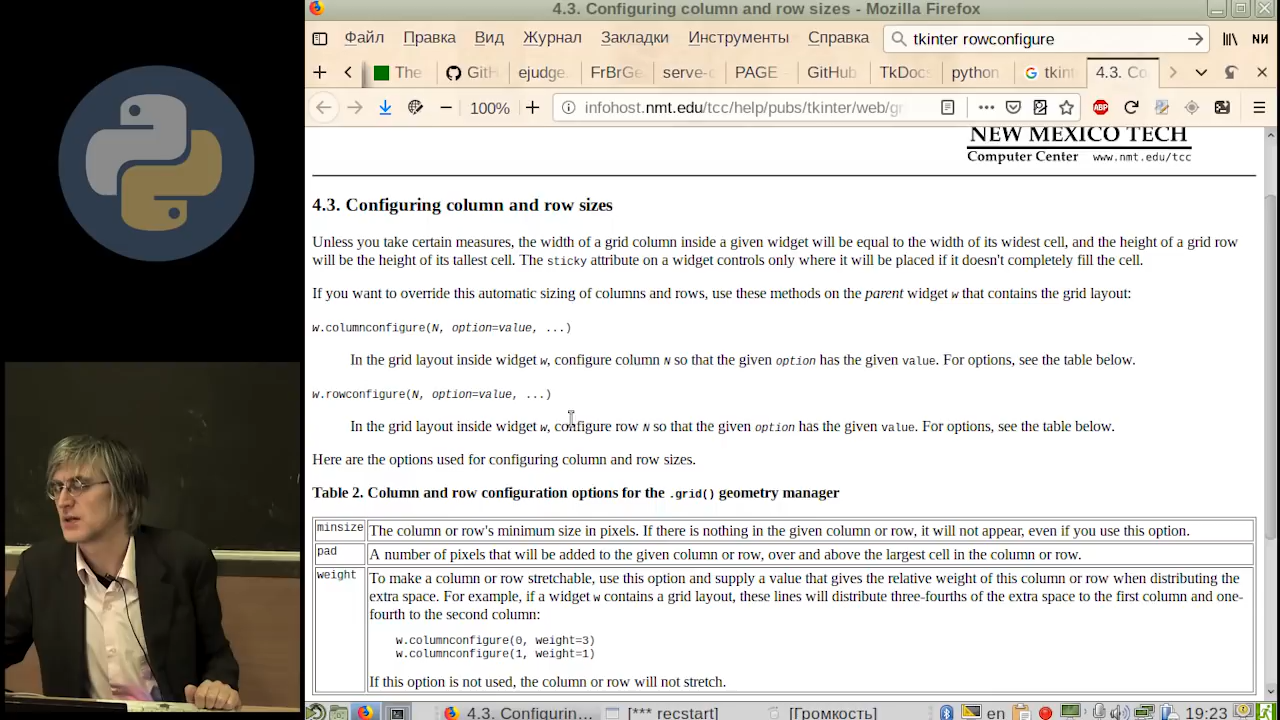 4.3. Configuring column and row sizes - Mozilla Firefox
Файл Правка Вид Журнал Закладки Инструменты Справка tkinter rowconfigure
The GitH ejudge. FrBrGe serve-c PAGE GitHub TkDocs python tkint 4.3. Co
100% infohost.nmt.edu/tcc/help/pubs/tkinter/web/gr ABP
NEW MEXICO TECH
Computer Center www.nmt.edu/tcc
4.3. Configuring column and row sizes
Unless you take certain measures, the width of a grid column inside a given widget will be equal to the width of its widest cell, and the height of a grid row
will be the height of its tallest cell. The sticky attribute on a widget controls only where it will be placed if it doesn't completely fill the cell.
If you want to override this automatic sizing of columns and rows, use these methods on the parent widget w that contains the grid layout:
w.columnconfigure(N, option=value, ...)
In the grid layout inside widget w, configure column N so that the given option has the given value. For options, see the table below.
w.rowconfigure(N, option=value, ...)
In the grid layout inside widget w, configure row N so that the given option has the given value. For options, see the table below.
Here are the options used for configuring column and row sizes.
Table 2. Column and row configuration options for the .grid() geometry manager
minsize The column or row's minimum size in pixels. If there is nothing in the given column or row, it will not appear, even if you use this option.
pad A number of pixels that will be added to the given column or row, over and above the largest cell in the column or row.
weight To make a column or row stretchable, use this option and supply a value that gives the relative weight of this column or row when distributing the
extra space. For example, if a widget w contains a grid layout, these lines will distribute three-fourths of the extra space to the first column and one-
fourth to the second column:
w.columnconfigure(0, weight=3)
w.columnconfigure(1, weight=1)
If this option is not used, the column or row will not stretch.
4.3. Configurin… [*** recstart] [Громкость] en 19:23